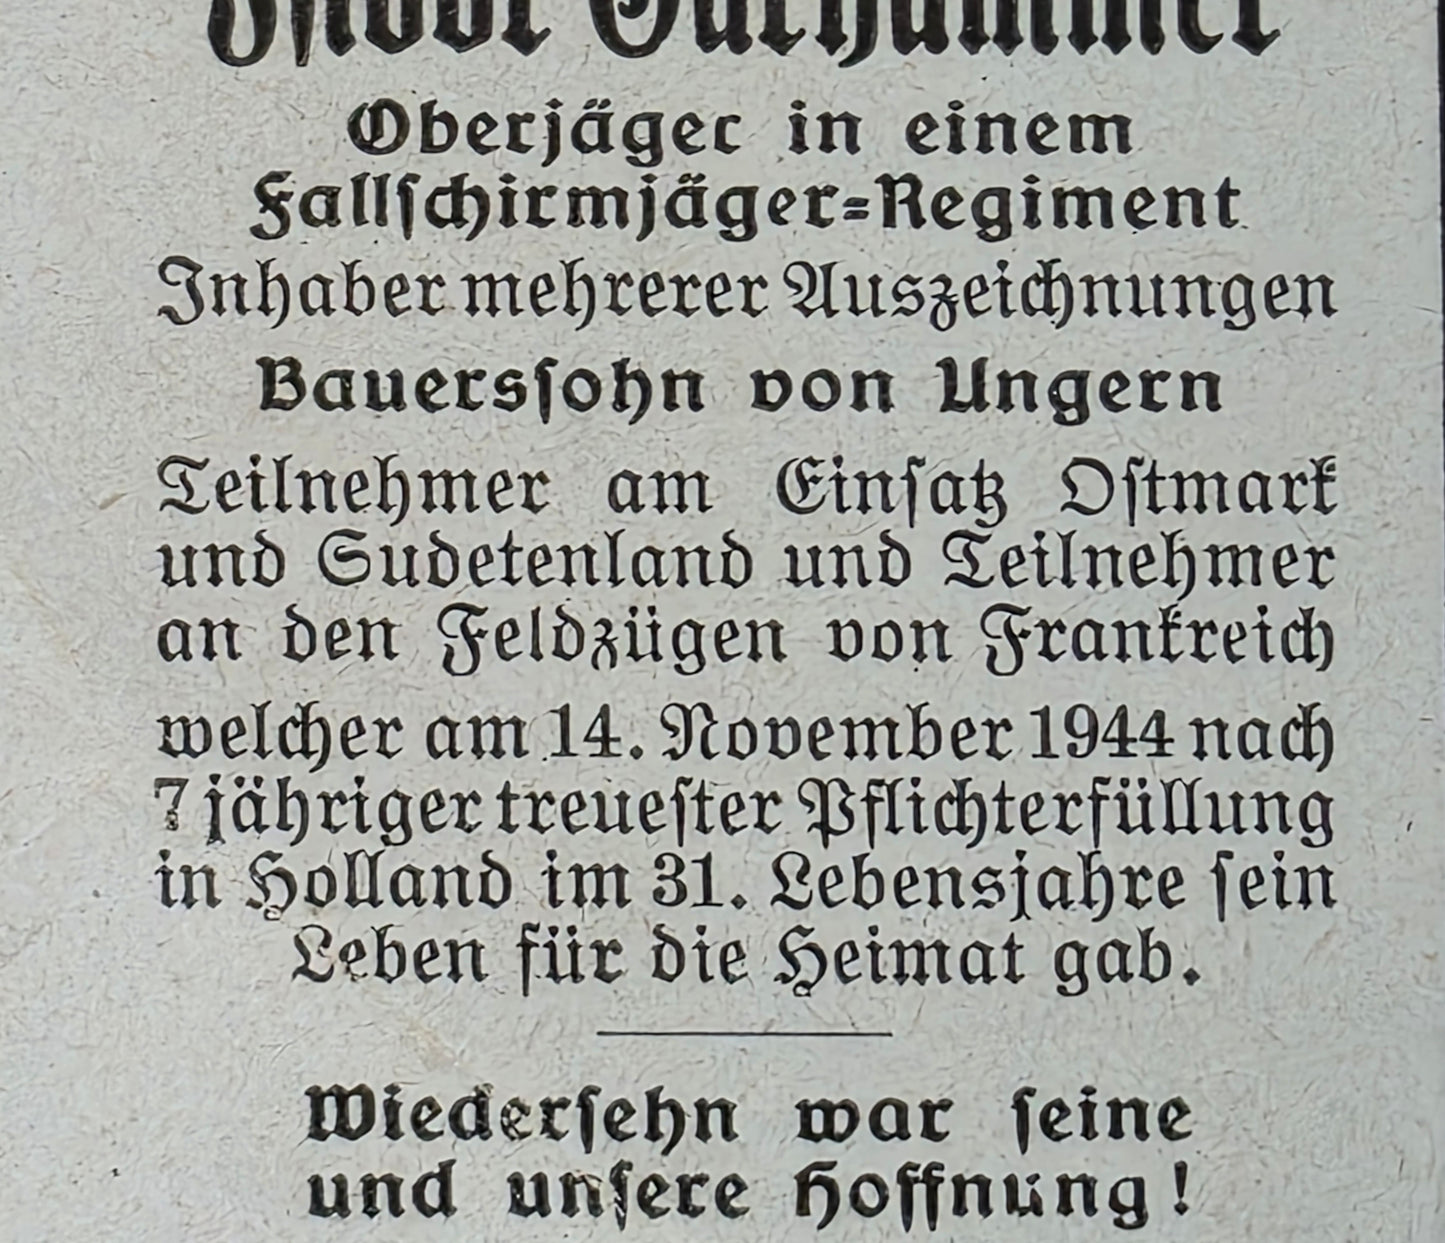 Oberjäger in einem
Fallschirmjäger=Regiment
Inhaber mehrerer Auszeichnungen
Bauerssohn von Ungern
Teilnehmer am Einsatz Ostmark
und Sudetenland und Teilnehmer
an den Feldzügen von Frankreich
welcher am 14. November 1944 nach
7 jähriger treuester Pflichterfüllung
in Holland im 31. Lebensjahre sein
Leben für die Heimat gab.
Wiedersehn war seine
und unsere Hoffnung!